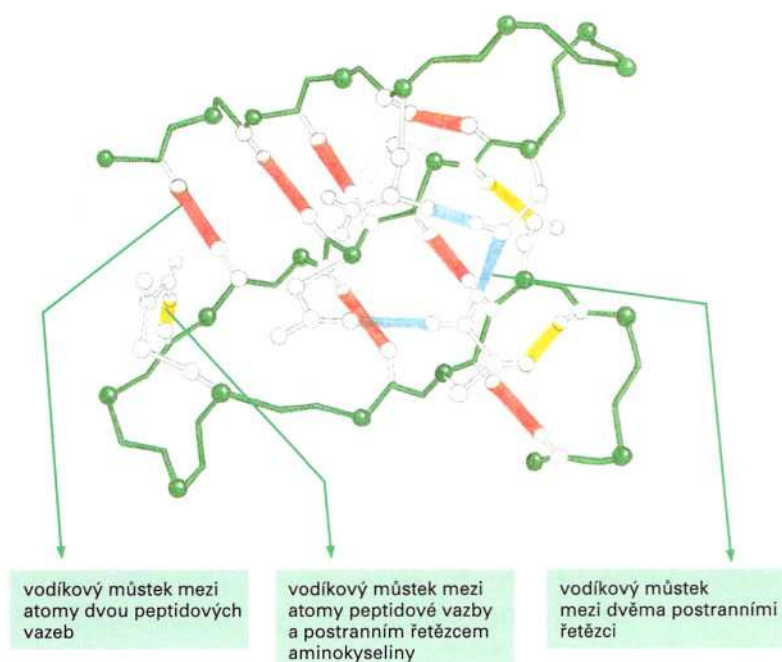 vodíkový můstek mezi
atomy dvou peptidových
vazeb
vodíkový můstek mezi
atomy peptidové vazby
a postranním řetězcem
aminokyseliny
vodíkový můstek
mezi dvěma postranními
řetězci